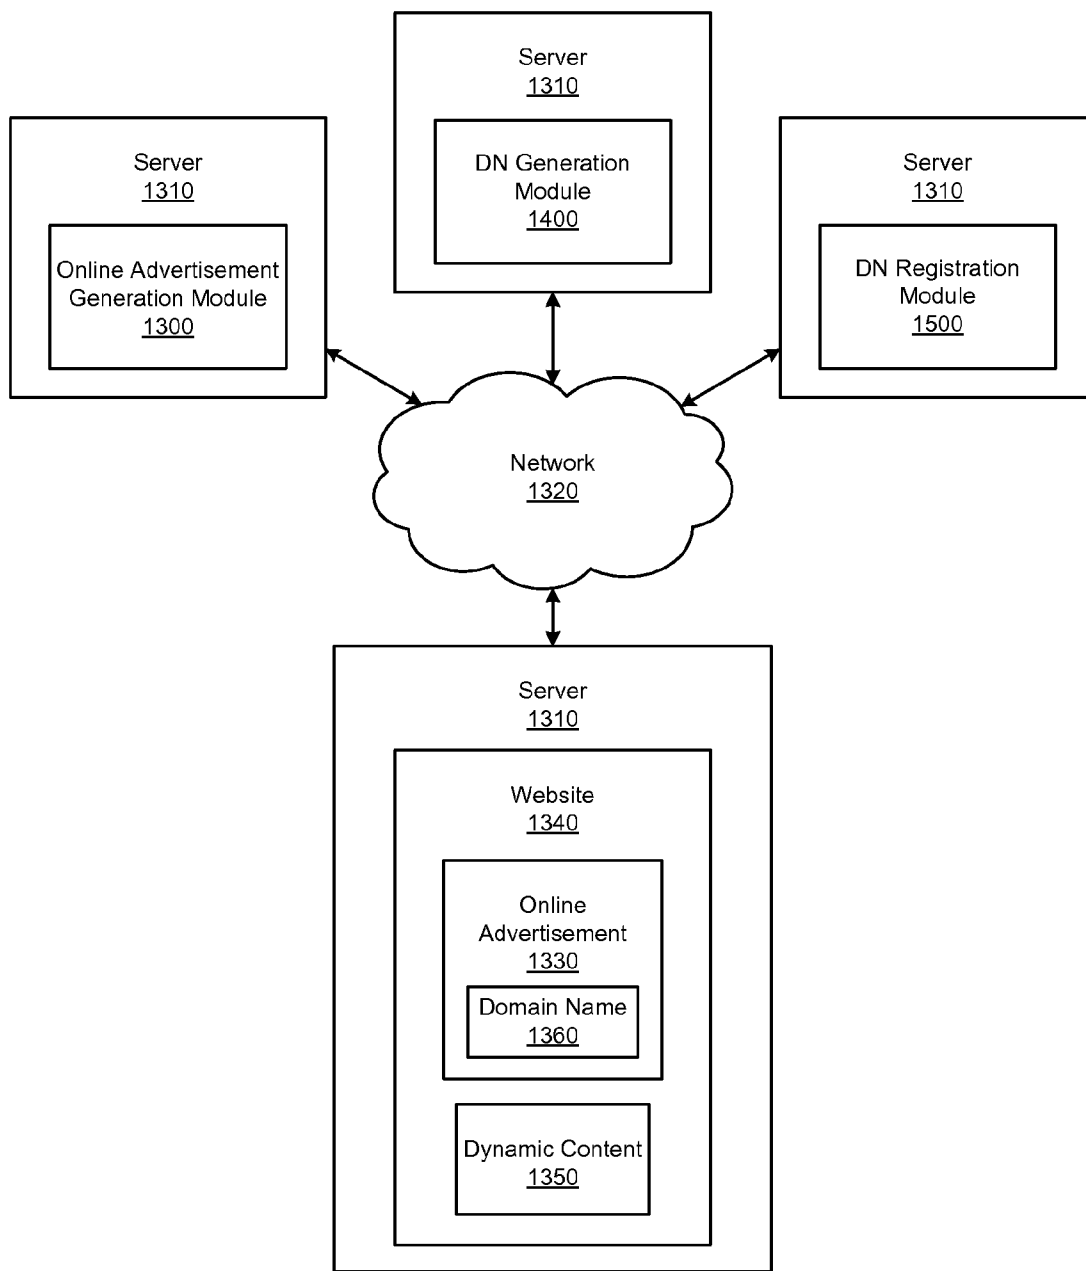 Server
1310
DN Generation
Module
1400
Server
1310
Online Advertisement
Generation Module
1300
Server
1310
DN Registration
Module
1500
Network
1320
Server
1310
Website
1340
Online
Advertisement
1330
Domain Name
1360
Dynamic Content
1350